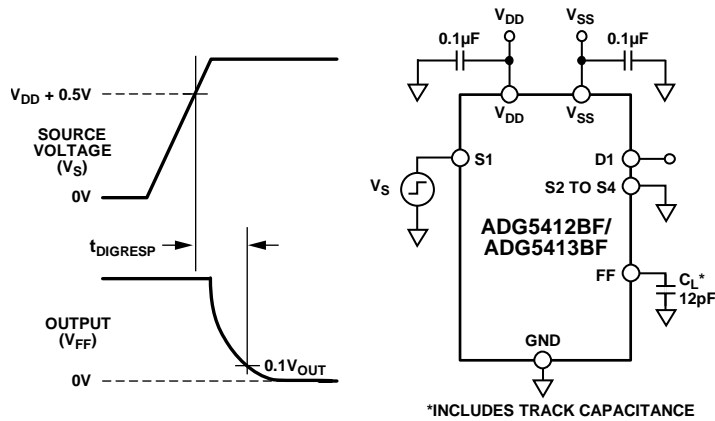 V_DD + 0.5V
SOURCE
VOLTAGE
(V_S)
0V
t_DIGRESP
OUTPUT
(V_FF)
0.1V_OUT
0V
V_DD
V_SS
0.1µF
0.1µF
V_DD
V_SS
S1
D1
V_S
S2 TO S4
ADG5412BF/
ADG5413BF
FF
C_L*
12pF
GND
*INCLUDES TRACK CAPACITANCE